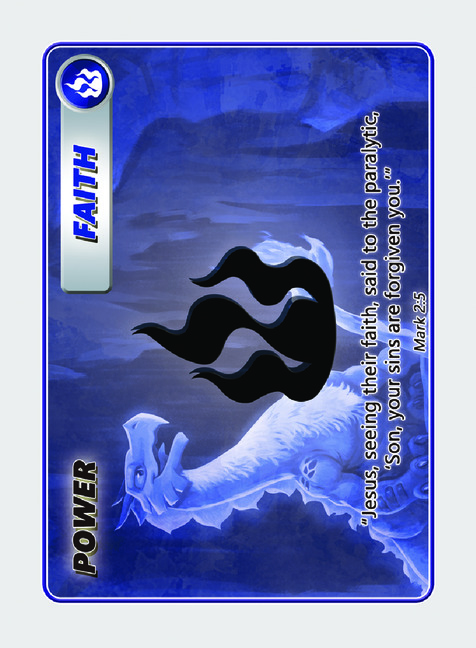 POWER
FAITH
“Jesus, seeing their faith, said to the paralytic,
‘Son, your sins are forgiven you.’”
Mark 2:5